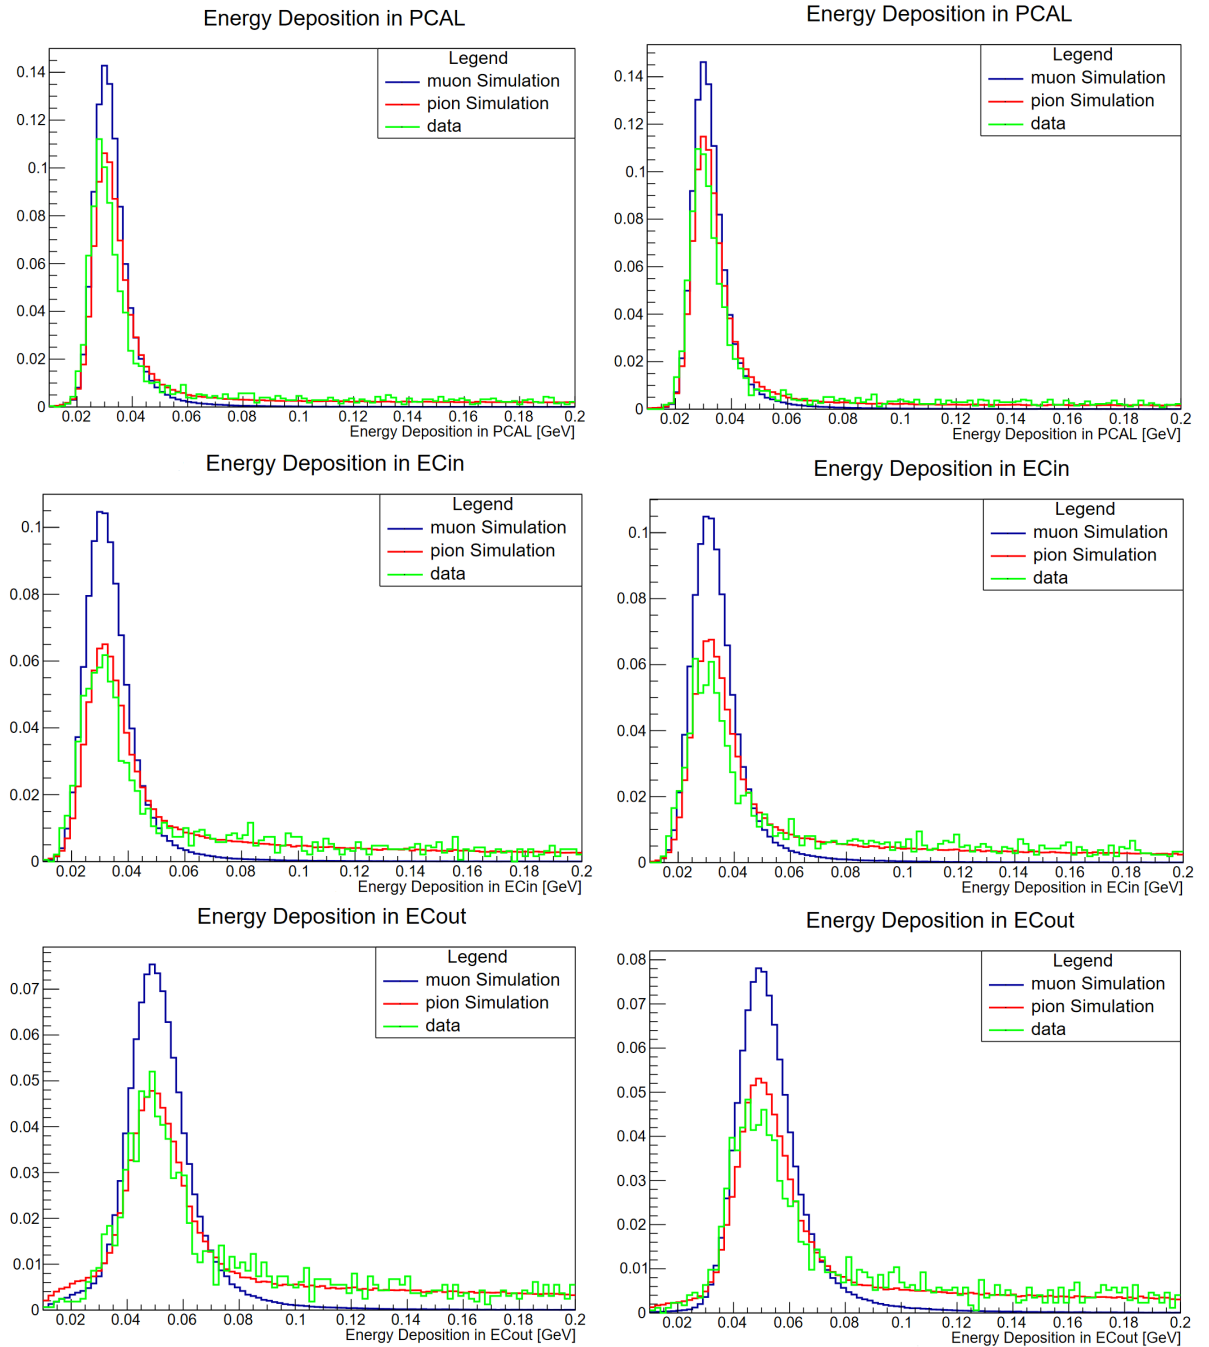 Energy Deposition in PCAL
Legend
muon Simulation
pion Simulation
data
0.14
0.12
0.1
0.08
0.06
0.04
0.02
0
0.02 0.04 0.06 0.08 0.1 0.12 0.14 0.16 0.18 0.2
Energy Deposition in PCAL [GeV]
Energy Deposition in PCAL
Legend
muon Simulation
pion Simulation
data
0.14
0.12
0.1
0.08
0.06
0.04
0.02
0
0.02 0.04 0.06 0.08 0.1 0.12 0.14 0.16 0.18 0.2
Energy Deposition in PCAL [GeV]
Energy Deposition in ECin
Legend
muon Simulation
pion Simulation
data
0.1
0.08
0.06
0.04
0.02
0
0.02 0.04 0.06 0.08 0.1 0.12 0.14 0.16 0.18 0.2
Energy Deposition in ECin [GeV]
Energy Deposition in ECin
Legend
muon Simulation
pion Simulation
data
0.1
0.08
0.06
0.04
0.02
0
0.02 0.04 0.06 0.08 0.1 0.12 0.14 0.16 0.18 0.2
Energy Deposition in ECin [GeV]
Energy Deposition in ECout
Legend
muon Simulation
pion Simulation
data
0.07
0.06
0.05
0.04
0.03
0.02
0.01
0
0.02 0.04 0.06 0.08 0.1 0.12 0.14 0.16 0.18 0.2
Energy Deposition in ECout [GeV]
Energy Deposition in ECout
Legend
muon Simulation
pion Simulation
data
0.08
0.07
0.06
0.05
0.04
0.03
0.02
0.01
0
0.02 0.04 0.06 0.08 0.1 0.12 0.14 0.16 0.18 0.2
Energy Deposition in ECout [GeV]